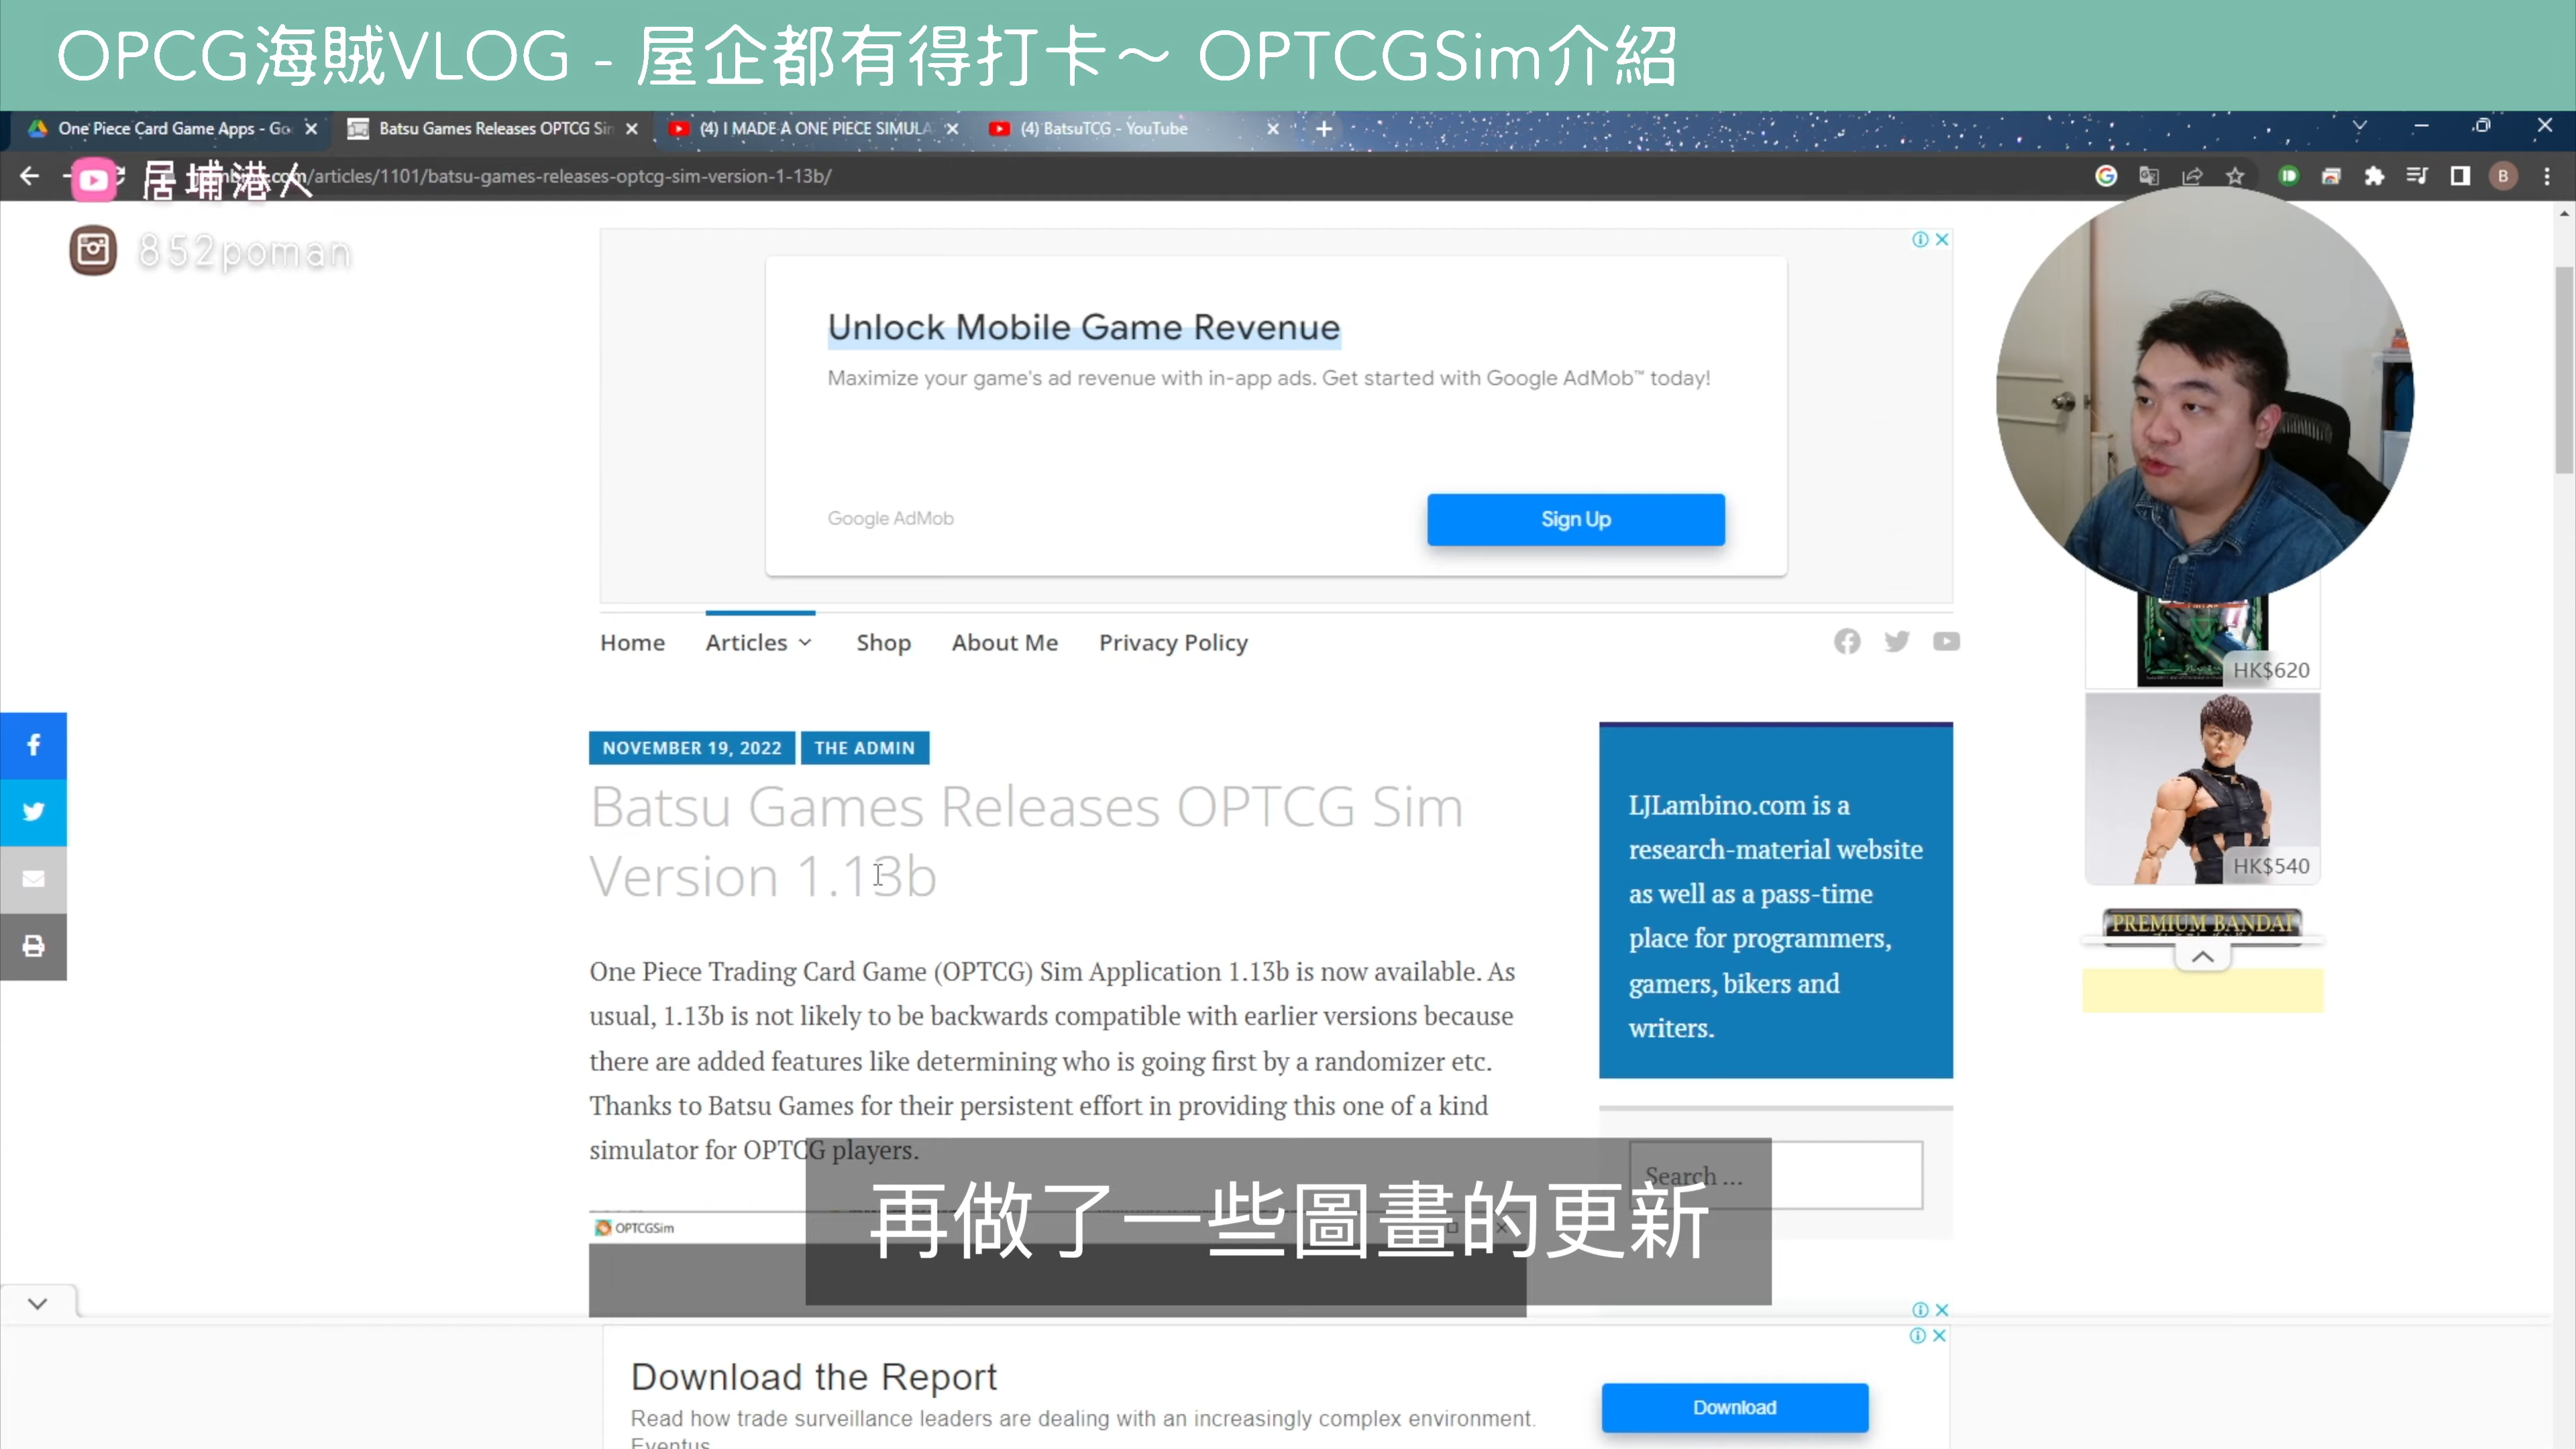 OPCG海賊VLOG - 屋企都有得打卡～ OPTCGSim介紹
One Piece Card Game Apps - Go
Batsu Games Releases OPTCG Sim
(4) I MADE A ONE PIECE SIMULA
(4) BatsuTCG - YouTube
居埔港人
/articles/1101/batsu-games-releases-optcg-sim-version-1-13b/
B
852poman
Unlock Mobile Game Revenue
Maximize your game's ad revenue with in-app ads. Get started with Google AdMob™ today!
Google AdMob
Sign Up
Home
Articles
Shop
About Me
Privacy Policy
HK$620
NOVEMBER 19, 2022
THE ADMIN
Batsu Games Releases OPTCG Sim
Version 1.13b
One Piece Trading Card Game (OPTCG) Sim Application 1.13b is now available. As
usual, 1.13b is not likely to be backwards compatible with earlier versions because
there are added features like determining who is going first by a randomizer etc.
Thanks to Batsu Games for their persistent effort in providing this one of a kind
simulator for OPTCG players.
LJLambino.com is a
research-material website
as well as a pass-time
place for programmers,
gamers, bikers and
writers.
HK$540
PREMIUM BANDAI
Search ...
OPTCGSim
再做了一些圖畫的更新
Download the Report
Read how trade surveillance leaders are dealing with an increasingly complex environment.
Eventus
Download